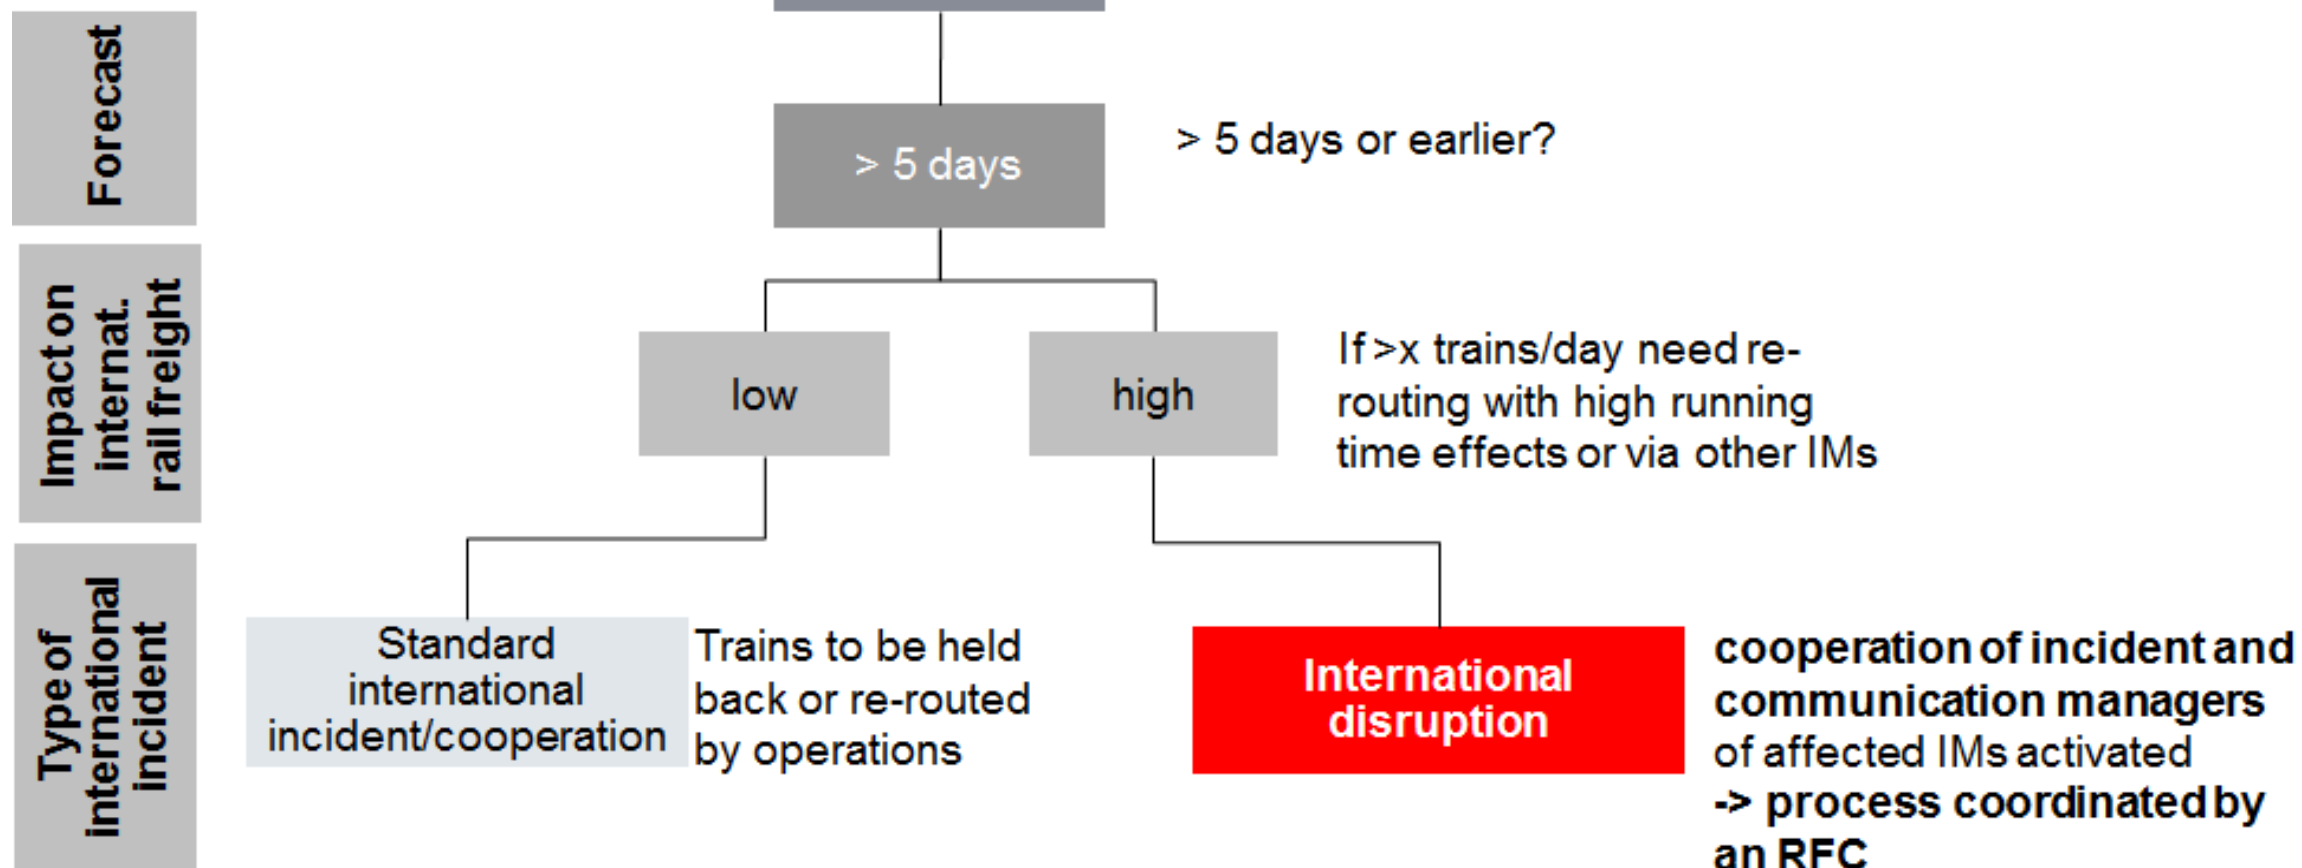 Forecast
> 5 days
> 5 days or earlier?
Impact on
internat.
rail freight
low
high
If >x trains/day need re-
routing with high running
time effects or via other IMs
Type of
international
incident
Standard
international
incident/cooperation
Trains to be held
back or re-routed
by operations
International
disruption
cooperation of incident and
communication managers
of affected IMs activated
-> process coordinated by
an RFC